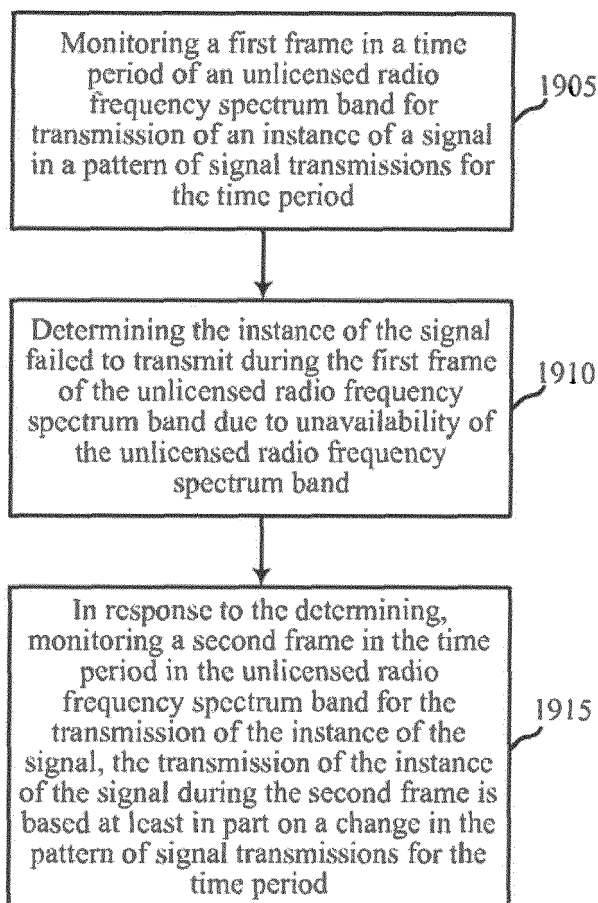 Monitoring a first frame in a time
period of an unlicensed radio
frequency spectrum band for
transmission of an instance of a signal
in a pattern of signal transmissions for
the time period
1905
Determining the instance of the signal
failed to transmit during the first frame
of the unlicensed radio frequency
spectrum band due to unavailability of
the unlicensed radio frequency
spectrum band
1910
In response to the determining,
monitoring a second frame in the time
period in the unlicensed radio
frequency spectrum band for the
transmission of the instance of the
signal, the transmission of the instance
of the signal during the second frame is
based at least in part on a change in the
pattern of signal transmissions for the
time period
1915